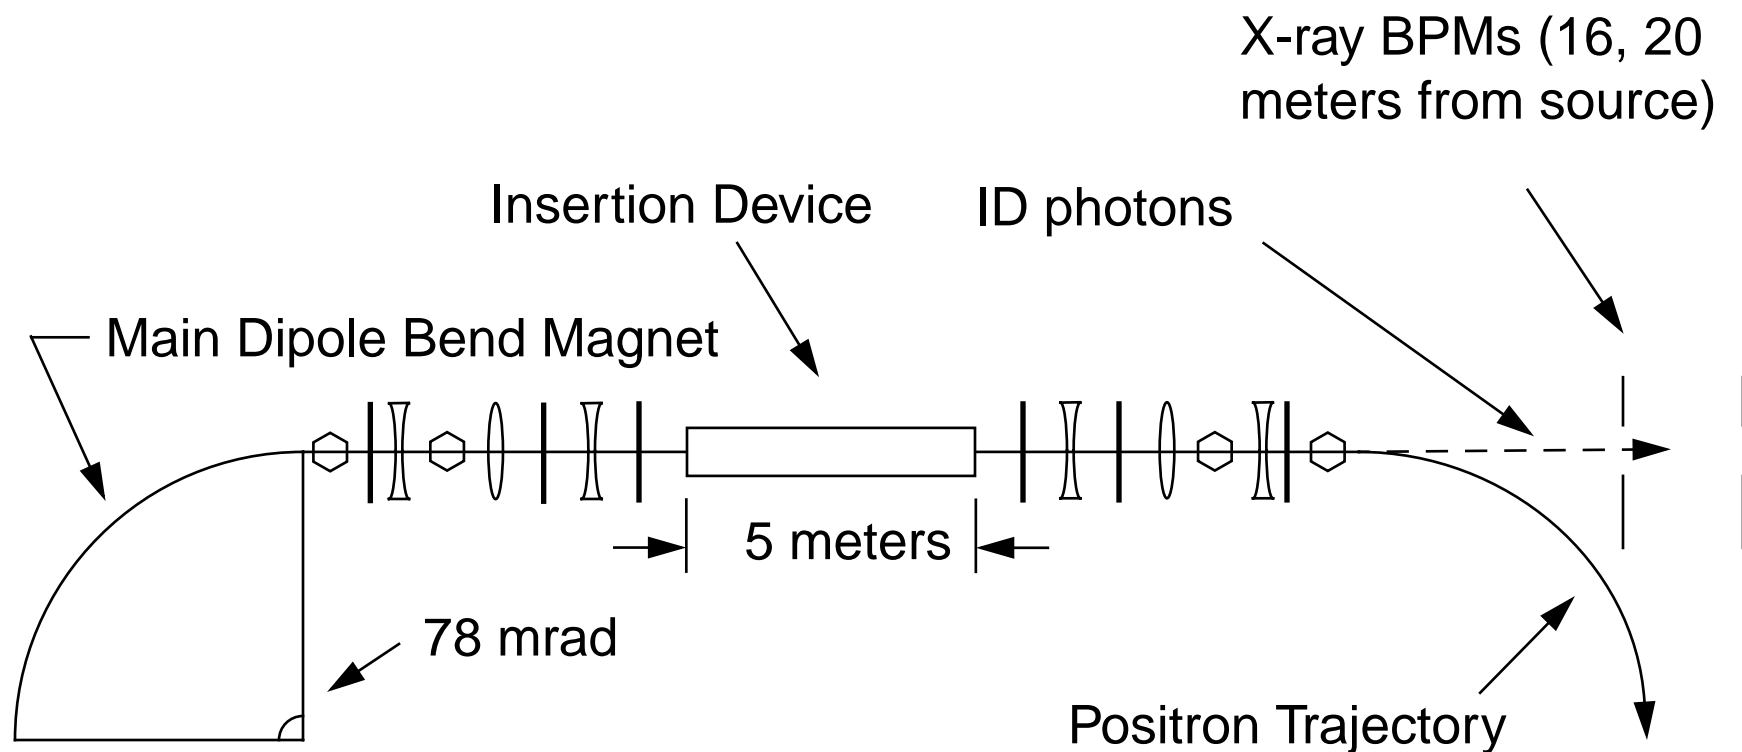 X-ray BPMs (16, 20
meters from source)
Insertion Device
ID photons
Main Dipole Bend Magnet
5 meters
78 mrad
Positron Trajectory